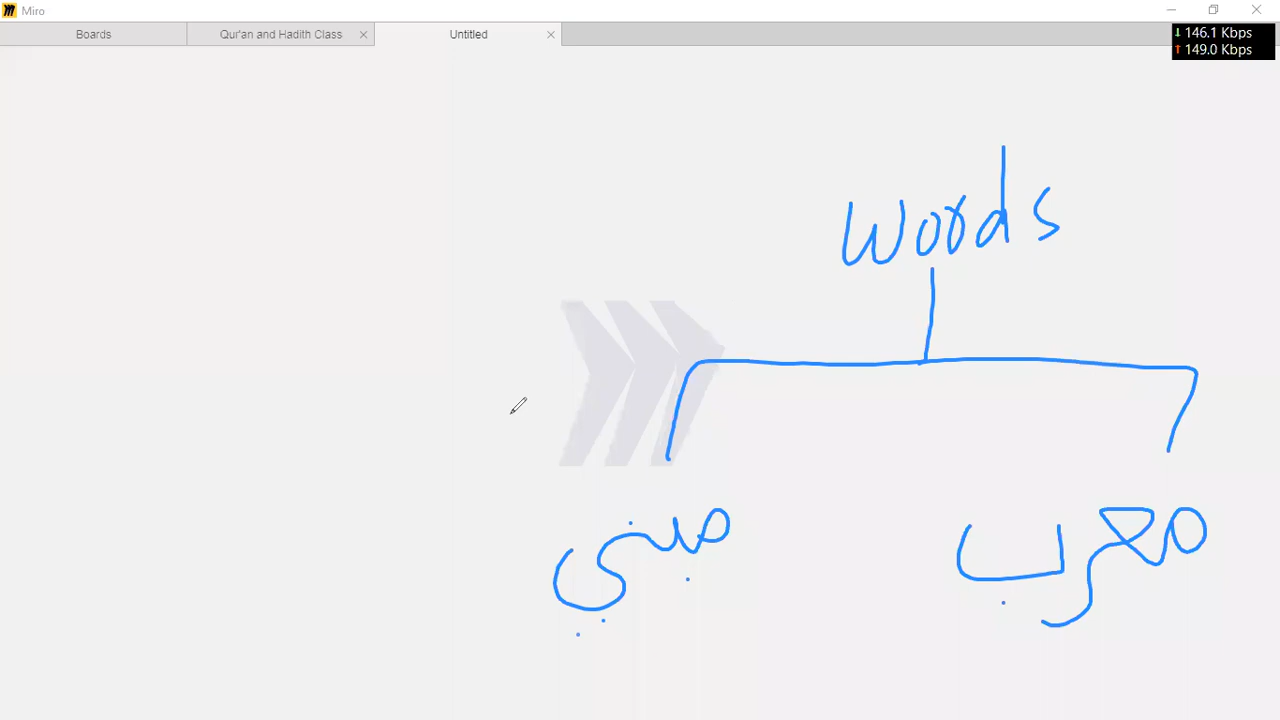 Miro
Boards
Qur'an and Hadith Class
Untitled
↓ 146.1 Kbps
↑ 149.0 Kbps
Words
معرب
مبني